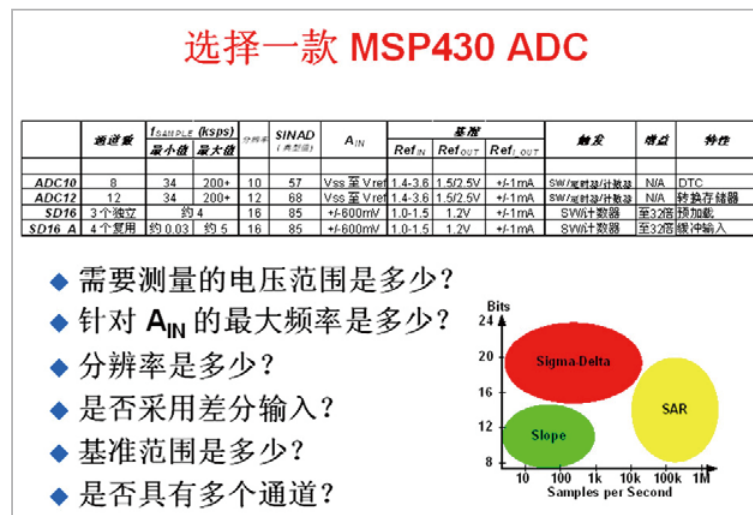 选择一款 MSP430 ADC
通道数 fSAMPLE (ksps) 分辨率 SINAD AIN 基准 触发 增益 特性
最小值 最大值 (典型值) RefIN RefOUT RefI_OUT
ADC10 8 34 200+ 10 57 Vss 至 Vref 1.4-3.6 1.5/2.5V +/-1mA SW/定时器/计数器 N/A DTC
ADC12 12 34 200+ 12 68 Vss 至 Vref 1.4-3.6 1.5/2.5V +/-1mA SW/定时器/计数器 N/A 转换存储器
SD16 3个独立 约 4 16 85 +/-600mV 1.0-1.5 1.2V +/-1mA SW/计数器 至32倍 预加载
SD16_A 4个复用 约 0.03 约 5 16 85 +/-600mV 1.0-1.5 1.2V +/-1mA SW/计数器 至32倍 缓冲输入
需要测量的电压范围是多少?
针对 AIN 的最大频率是多少?
分辨率是多少?
是否采用差分输入?
基准范围是多少?
是否具有多个通道?
Bits
24
20
16
12
8
Sigma-Delta
SAR
Slope
10 100 1k 10k 100k 1M
Samples per Second